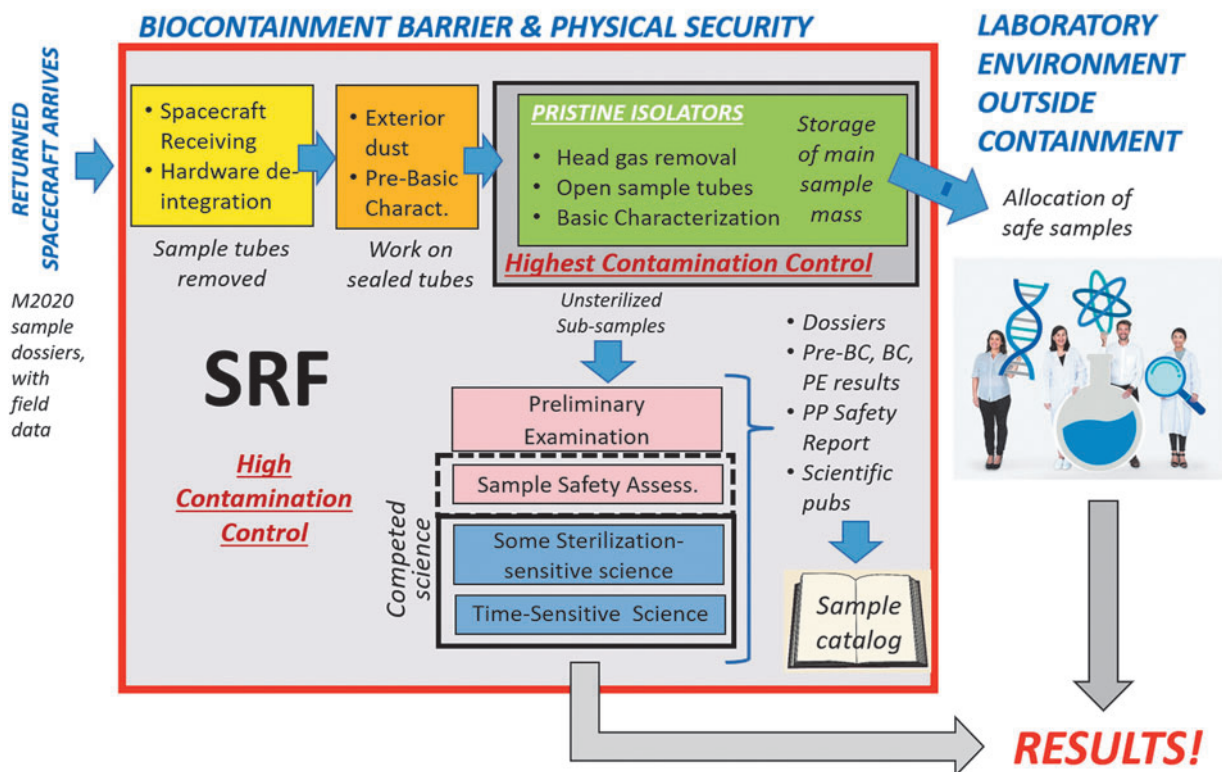 BIOCONTAINMENT BARRIER & PHYSICAL SECURITY
LABORATORY
ENVIRONMENT
OUTSIDE
CONTAINMENT
RETURNED
SPACECRAFT ARRIVES
M2020
sample
dossiers,
with
field
data
• Spacecraft
Receiving
• Hardware de-
integration
Sample tubes
removed
• Exterior
dust
• Pre-Basic
Charact.
Work on
sealed tubes
PRISTINE ISOLATORS
• Head gas removal
• Open sample tubes
• Basic Characterization
Storage
of main
sample
mass
Highest Contamination Control
Allocation of
safe samples
Unsterilized
Sub-samples
SRF
High
Contamination
Control
Competed
science
Preliminary
Examination
Sample Safety Assess.
Some Sterilization-
sensitive science
Time-Sensitive Science
• Dossiers
• Pre-BC, BC,
PE results
• PP Safety
Report
• Scientific
pubs
Sample
catalog
RESULTS!